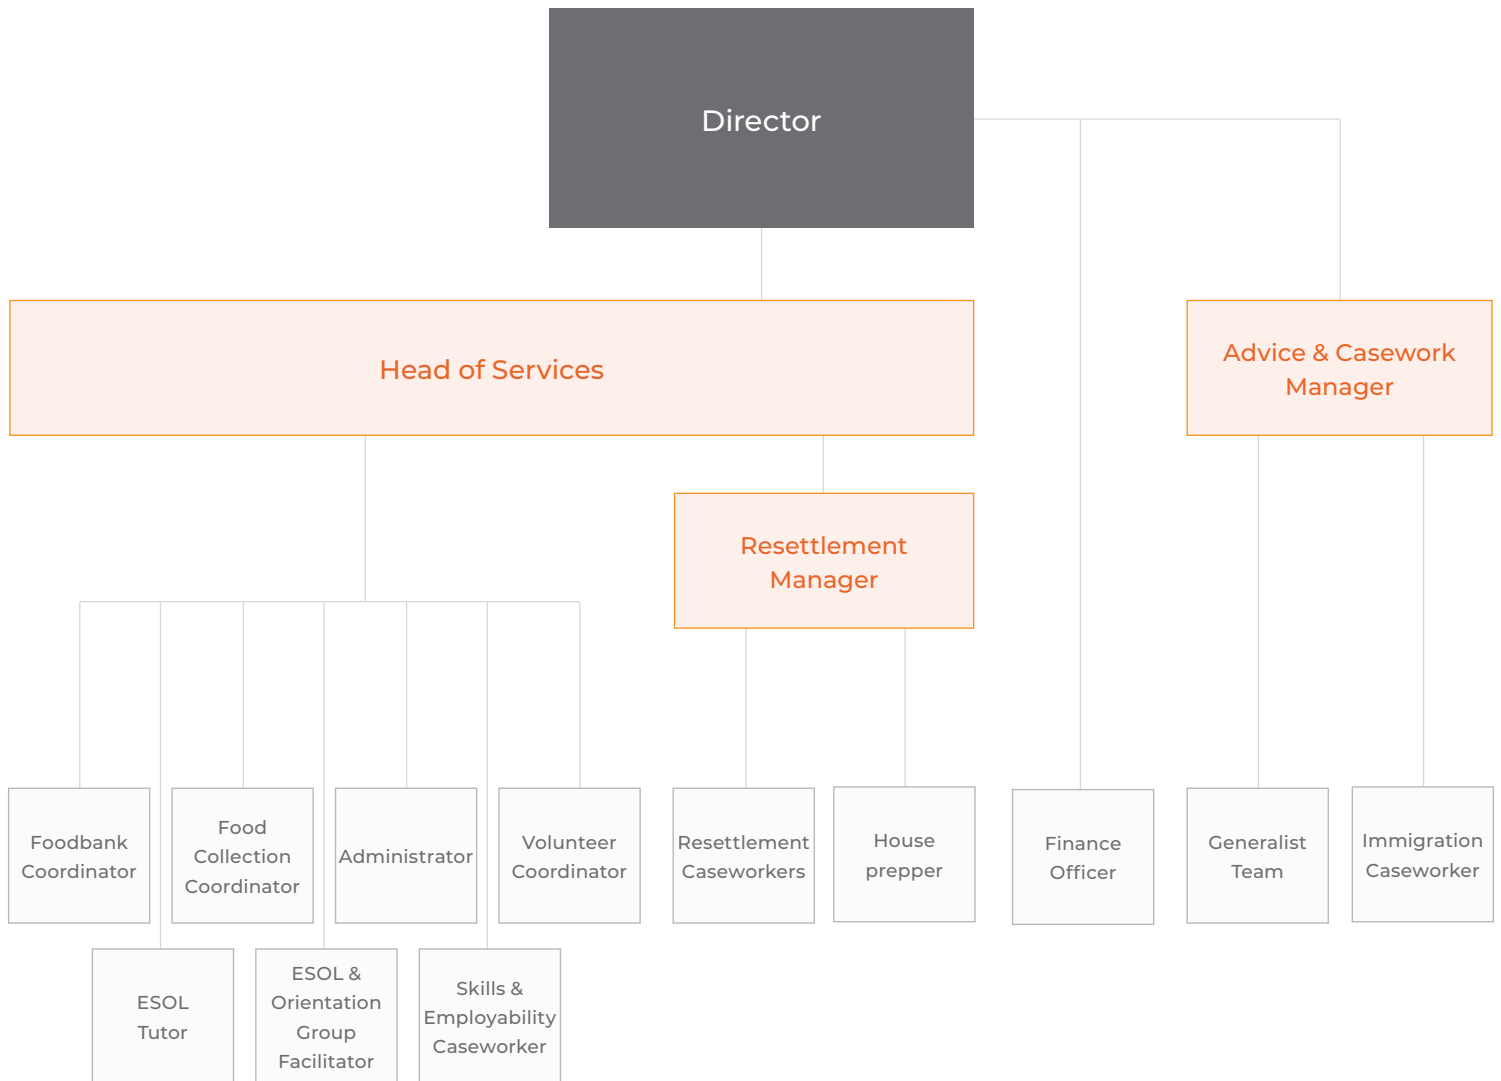 Director
Head of Services
Advice & Casework
Manager
Resettlement
Manager
Foodbank
Coordinator
Food
Collection
Coordinator
Administrator
Volunteer
Coordinator
Resettlement
Caseworkers
House
prepper
Finance
Officer
Generalist
Team
Immigration
Caseworker
ESOL
Tutor
ESOL &
Orientation
Group
Facilitator
Skills &
Employability
Caseworker